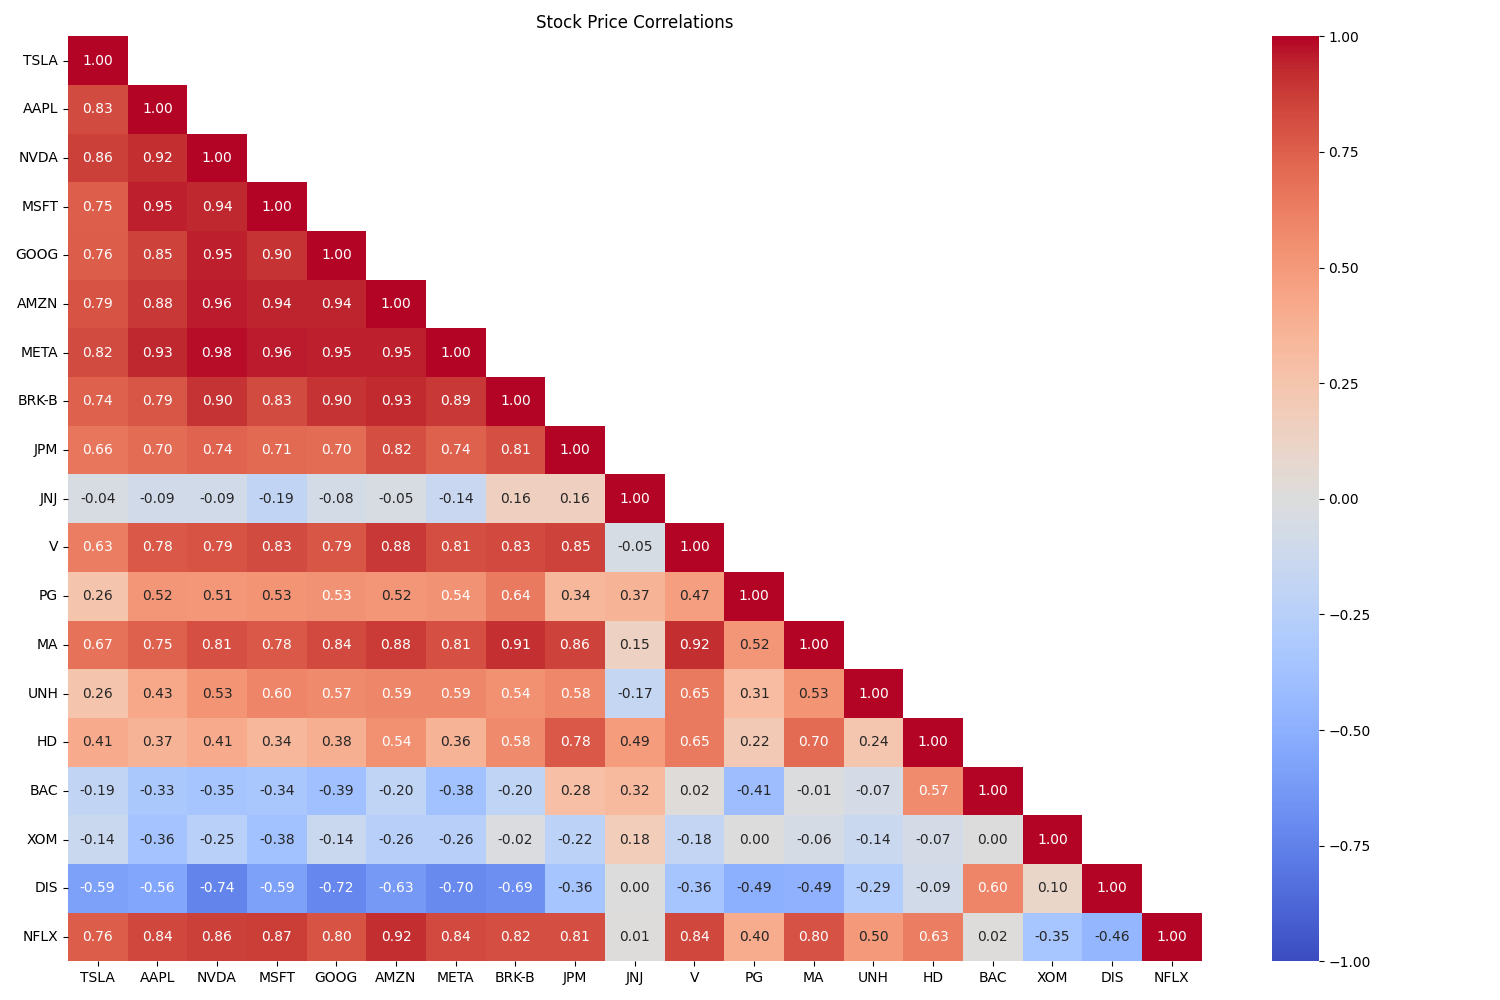 Stock Price Correlations
TSLA 1.00
AAPL 0.83 1.00
NVDA 0.86 0.92 1.00
MSFT 0.75 0.95 0.94 1.00
GOOG 0.76 0.85 0.95 0.90 1.00
AMZN 0.79 0.88 0.96 0.94 0.94 1.00
META 0.82 0.93 0.98 0.96 0.95 0.95 1.00
BRK-B 0.74 0.79 0.90 0.83 0.90 0.93 0.89 1.00
JPM 0.66 0.70 0.74 0.71 0.70 0.82 0.74 0.81 1.00
JNJ -0.04 -0.09 -0.09 -0.19 -0.08 -0.05 -0.14 0.16 0.16 1.00
V 0.63 0.78 0.79 0.83 0.79 0.88 0.81 0.83 0.85 -0.05 1.00
PG 0.26 0.52 0.51 0.53 0.53 0.52 0.54 0.64 0.34 0.37 0.47 1.00
MA 0.67 0.75 0.81 0.78 0.84 0.88 0.81 0.91 0.86 0.15 0.92 0.52 1.00
UNH 0.26 0.43 0.53 0.60 0.57 0.59 0.59 0.54 0.58 -0.17 0.65 0.31 0.53 1.00
HD 0.41 0.37 0.41 0.34 0.38 0.54 0.36 0.58 0.78 0.49 0.65 0.22 0.70 0.24 1.00
BAC -0.19 -0.33 -0.35 -0.34 -0.39 -0.20 -0.38 -0.20 0.28 0.32 0.02 -0.41 -0.01 -0.07 0.57 1.00
XOM -0.14 -0.36 -0.25 -0.38 -0.14 -0.26 -0.26 -0.02 -0.22 0.18 -0.18 0.00 -0.06 -0.14 -0.07 0.00 1.00
DIS -0.59 -0.56 -0.74 -0.59 -0.72 -0.63 -0.70 -0.69 -0.36 0.00 -0.36 -0.49 -0.49 -0.29 -0.09 0.60 0.10 1.00
NFLX 0.76 0.84 0.86 0.87 0.80 0.92 0.84 0.82 0.81 0.01 0.84 0.40 0.80 0.50 0.63 0.02 -0.35 -0.46 1.00
TSLA AAPL NVDA MSFT GOOG AMZN META BRK-B JPM JNJ V PG MA UNH HD BAC XOM DIS NFLX
1.00
0.75
0.50
0.25
0.00
−0.25
−0.50
−0.75
−1.00